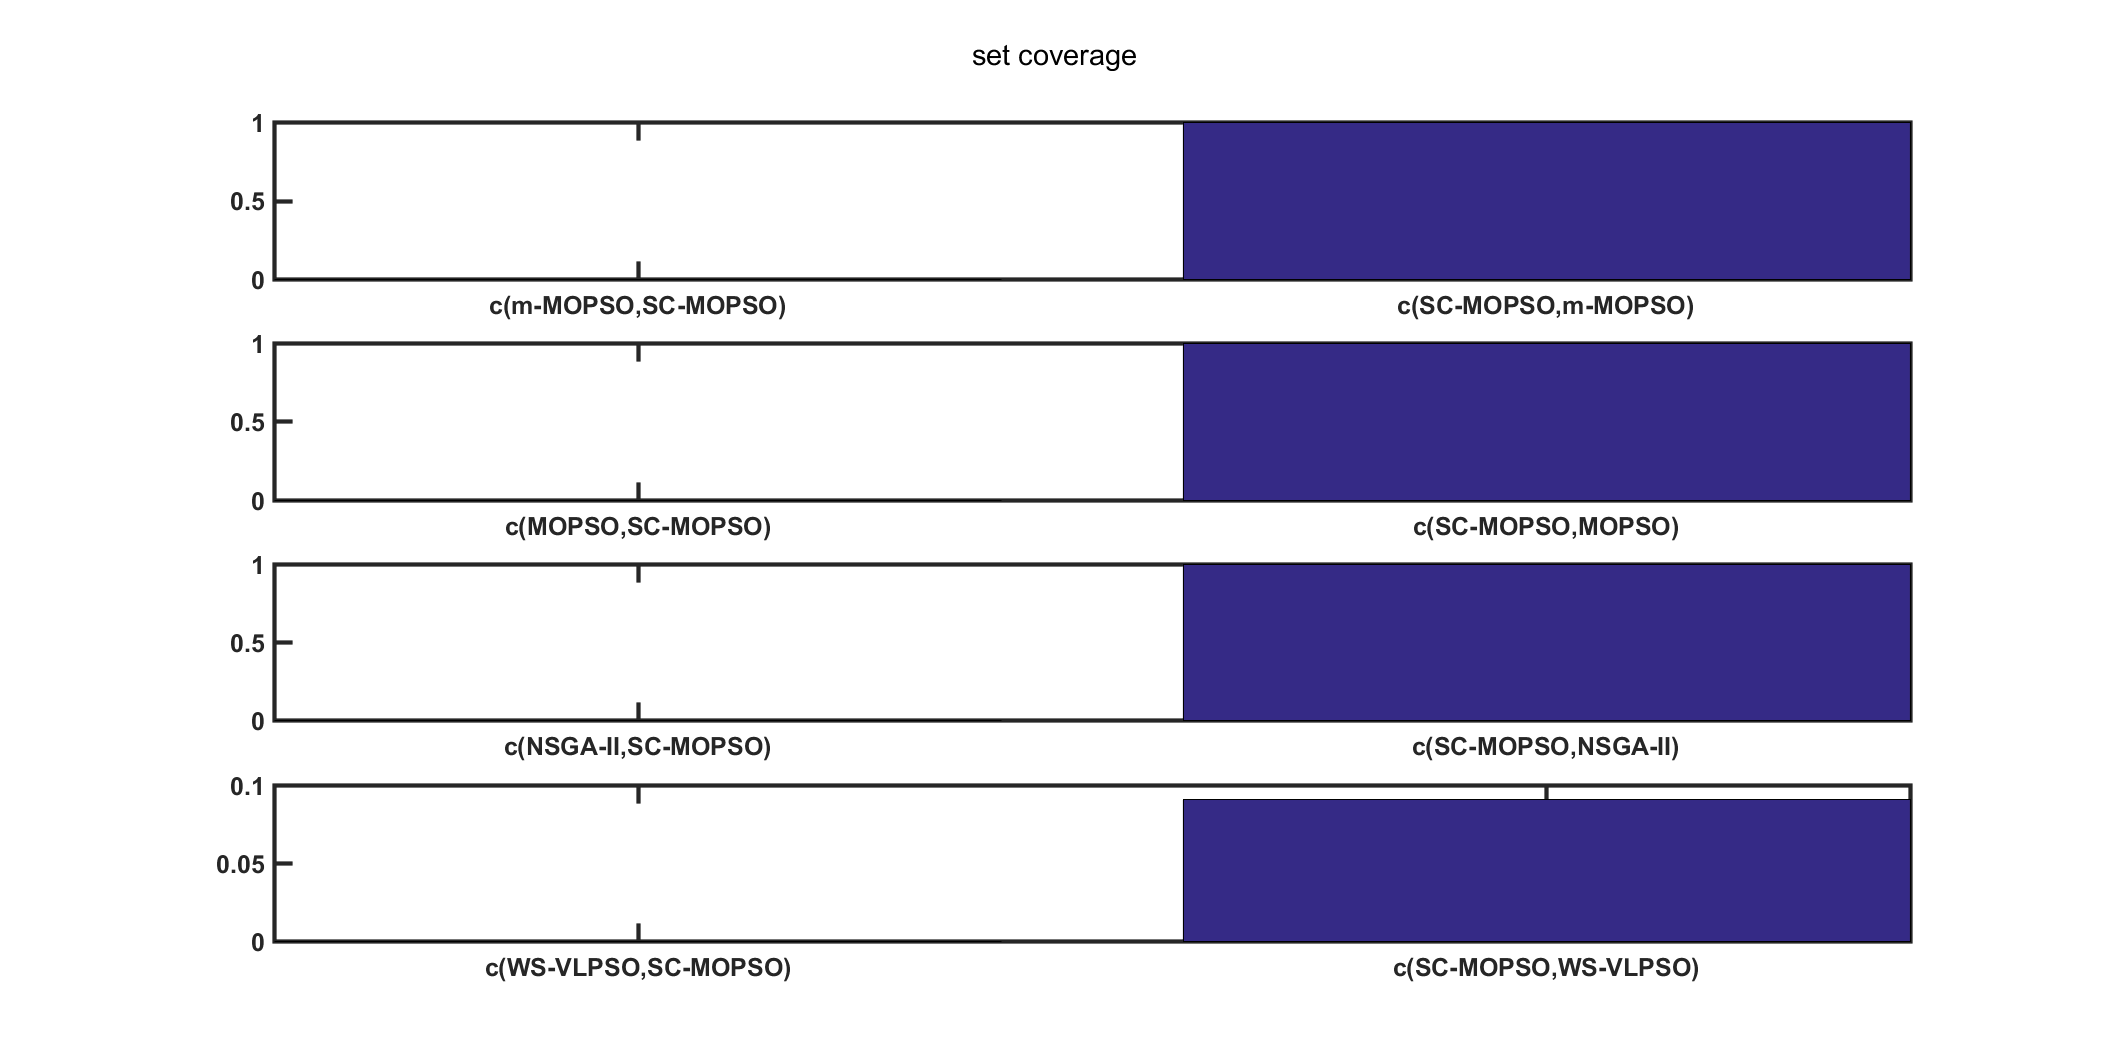 set coverage
1
0.5
0
c(m-MOPSO,SC-MOPSO) c(SC-MOPSO,m-MOPSO)
1
0.5
0
c(MOPSO,SC-MOPSO) c(SC-MOPSO,MOPSO)
1
0.5
0
c(NSGA-II,SC-MOPSO) c(SC-MOPSO,NSGA-II)
0.1
0.05
0
c(WS-VLPSO,SC-MOPSO) c(SC-MOPSO,WS-VLPSO)